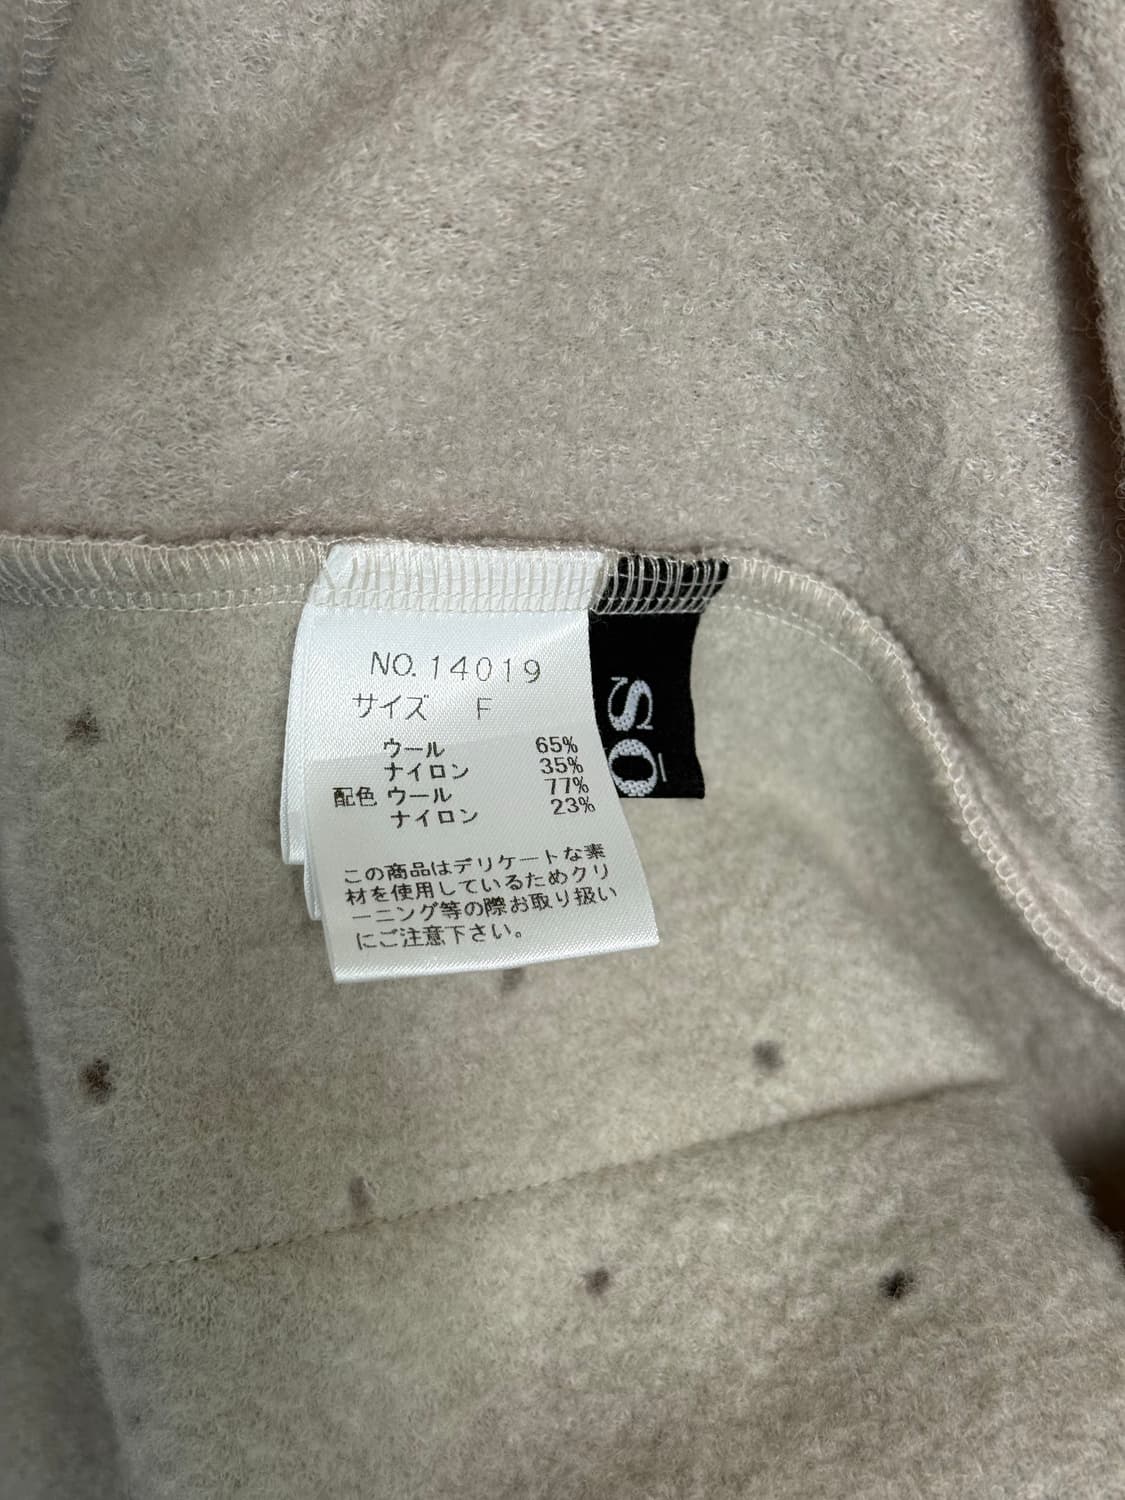 NO.14019
サイズ F
ウール 65%
ナイロン 35%
配色 ウール 77%
ナイロン 23%
この商品はデリケートな素
材を使用しているためクリ
ーニング等の際お取り扱い
にご注意下さい。
ōs